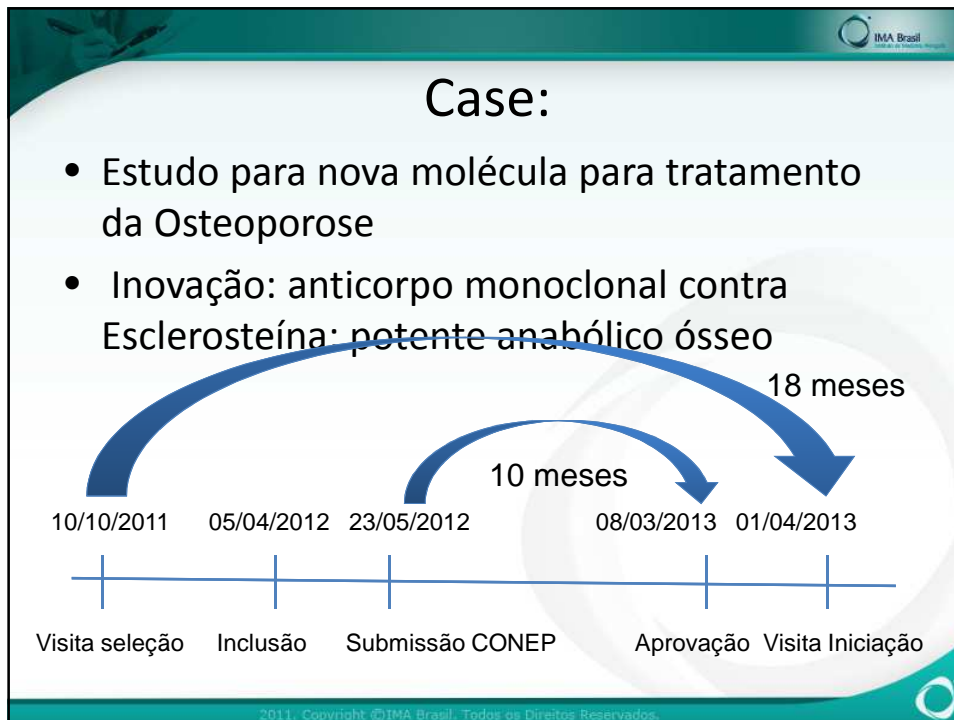 IMA Brasil
Case:
• Estudo para nova molécula para tratamento
da Osteoporose
• Inovação: anticorpo monoclonal contra
Esclerosteína: potente anabólico ósseo
18 meses
10 meses
10/10/2011 05/04/2012 23/05/2012 08/03/2013 01/04/2013
Visita seleção Inclusão Submissão CONEP Aprovação Visita Iniciação
2011. Copyright ©IMA Brasil. Todos os Direitos Reservados.